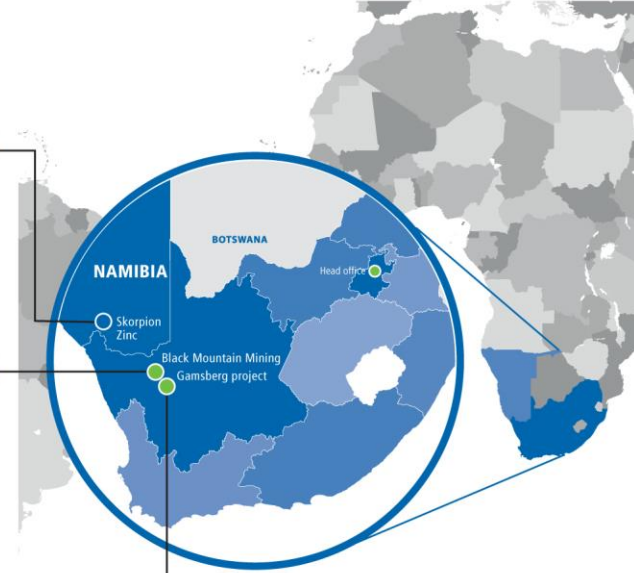 BOTSWANA
NAMIBIA
Head office
Skorpion
Zinc
Black Mountain Mining
Gamsberg project